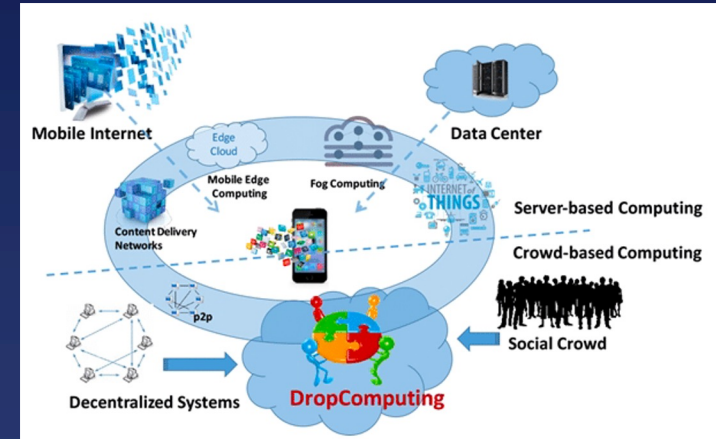 Mobile Internet
Data Center
Edge
Cloud
Mobile Edge
Computing
Fog Computing
INTERNET of
THINGS
Content Delivery
Networks
Server-based Computing
Crowd-based Computing
p2p
Social Crowd
Decentralized Systems
DropComputing